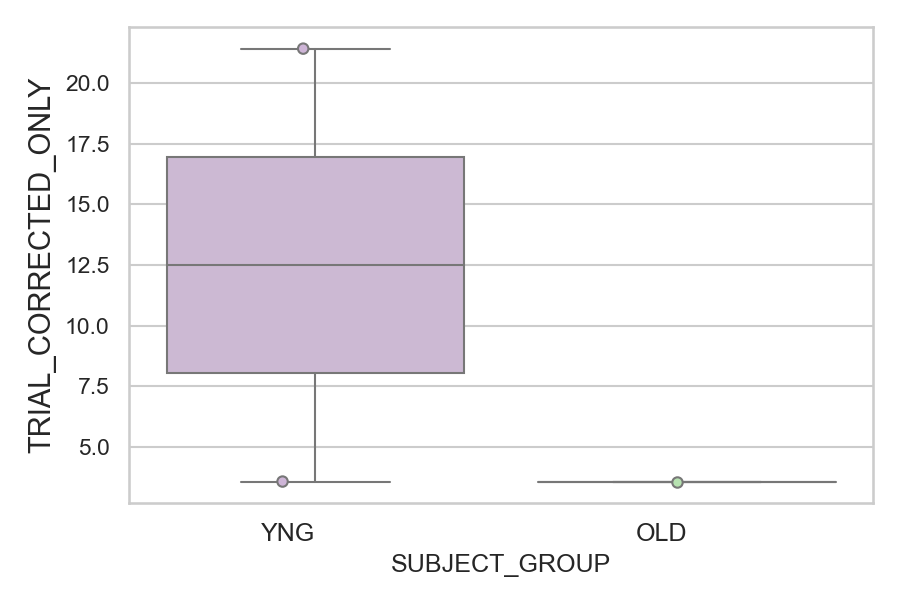 TRIAL_CORRECTED_ONLY
20.0
17.5
15.0
12.5
10.0
7.5
5.0
YNG
OLD
SUBJECT_GROUP